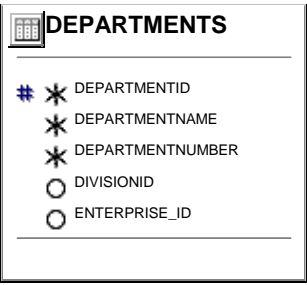 DEPARTMENTS
# * DEPARTMENTID
* DEPARTMENTNAME
* DEPARTMENTNUMBER
O DIVISIONID
O ENTERPRISE_ID